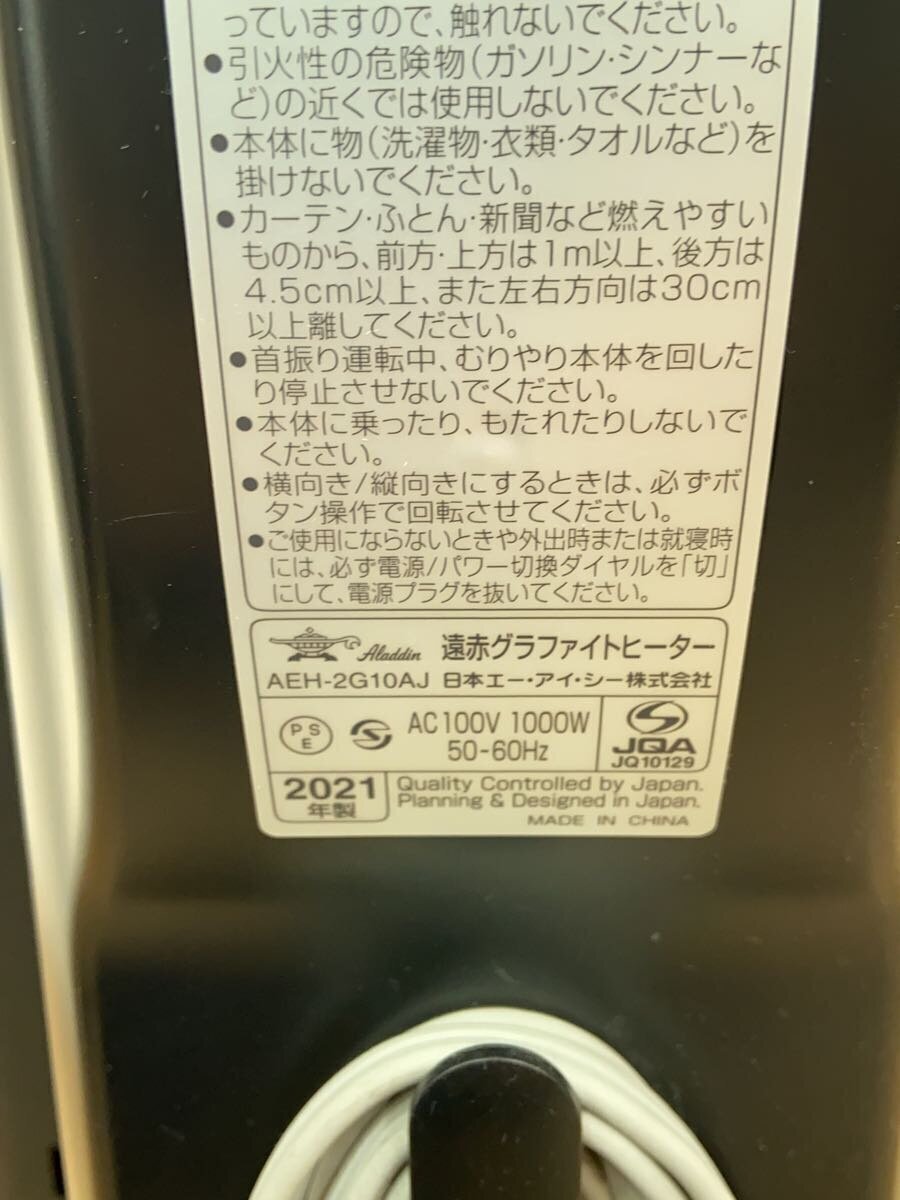 っていますので、触れないでください。
●引火性の危険物(ガソリン・シンナーな
ど)の近くでは使用しないでください。
●本体に物(洗濯物・衣類・タオルなど)を
掛けないでください。
●カーテン・ふとん・新聞など燃えやすい
ものから、前方・上方は1m以上、後方は
4.5cm以上、また左右方向は30cm
以上離してください。
●首振り運転中、むりやり本体を回した
り停止させないでください。
●本体に乗ったり、もたれたりしないで
ください。
●横向き/縦向きにするときは、必ずボ
タン操作で回転させてください。
●ご使用にならないときや外出時または就寝時
には、必ず電源/パワー切換ダイヤルを「切」
にして、電源プラグを抜いてください。
Aladdin 遠赤グラファイトヒーター
AEH-2G10AJ 日本エー・アイ・シー株式会社
PSE AC100V 1000W
50-60Hz
JQA
JQ10129
2021
年製
Quality Controlled by Japan.
Planning & Designed in Japan.
MADE IN CHINA